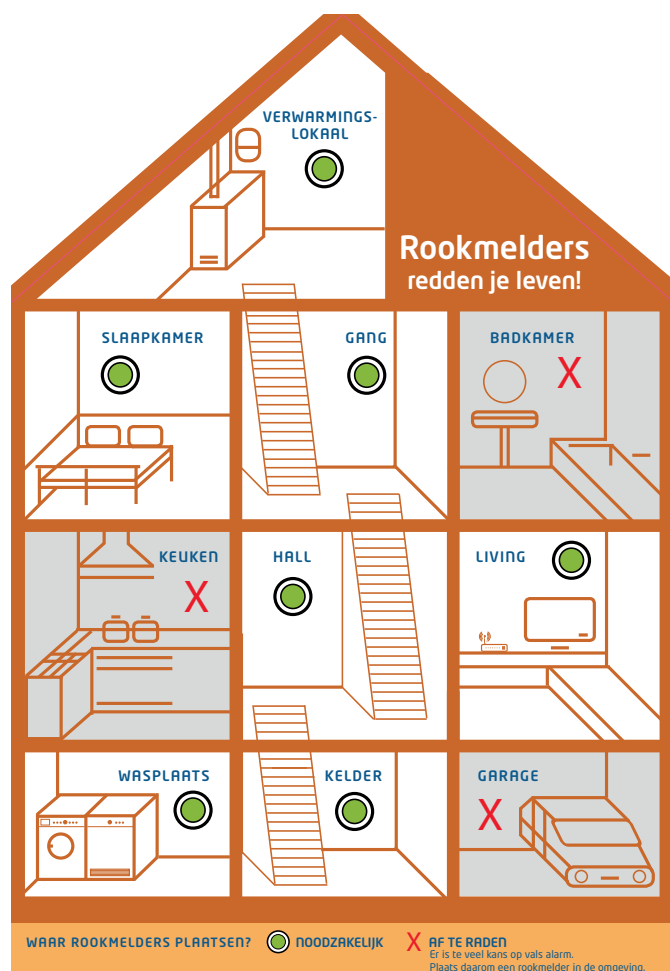 VERWARMINGS-
LOKAAL
Rookmelders
redden je leven!
SLAAPKAMER
GANG
BADKAMER
X
KEUKEN
X
HALL
LIVING
WASPLAATS
KELDER
GARAGE
X
WAAR ROOKMELDERS PLAATSEN?
NOODZAKELIJK
X AF TE RADEN
Er is te veel kans op vals alarm.
Plaats daarom een rookmelder in de omgeving.